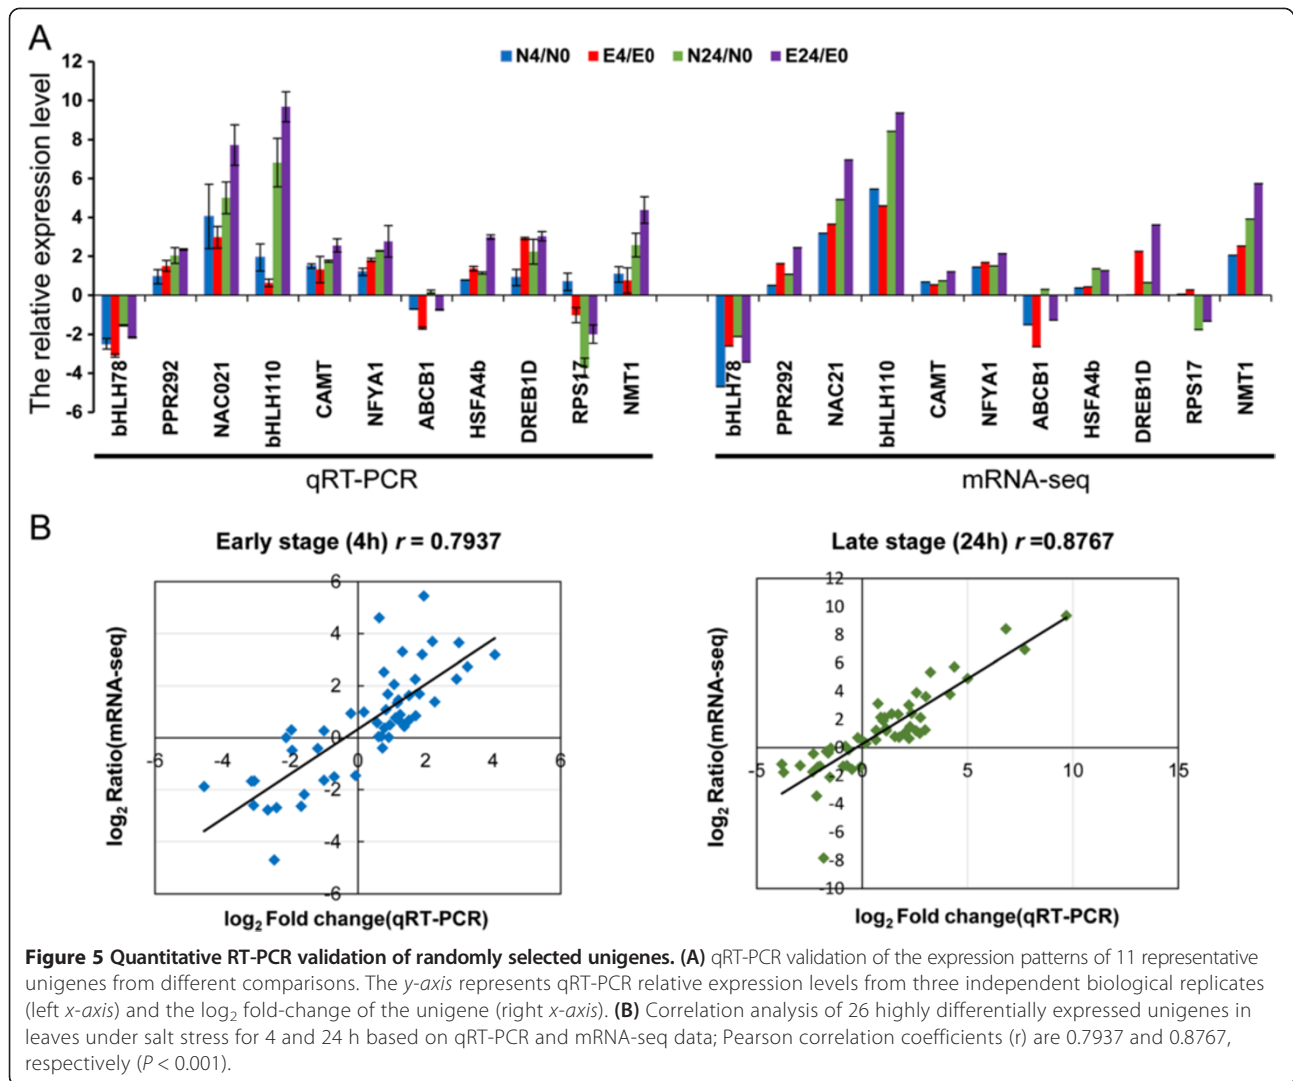 A
N4/N0 E4/E0 N24/N0 E24/E0
The relative expression level
12
10
8
6
4
2
0
-2
-4
-6
bHLH78 PPR292 NAC021 bHLH110 CAMT NFYA1 ABCB1 HSFA4b DREB1D RPS17 NMT1
bHLH78 PPR292 NAC21 bHLH110 CAMT NFYA1 ABCB1 HSFA4b DREB1D RPS17 NMT1
qRT-PCR mRNA-seq
B
Early stage (4h) r = 0.7937
log2 Ratio(mRNA-seq)
6
4
2
0
-2
-4
-6
-6 -4 -2 0 2 4 6
log2 Fold change(qRT-PCR)
Late stage (24h) r =0.8767
log2 Ratio(mRNA-seq)
12
10
8
6
4
2
0
-2
-4
-6
-8
-10
-5 0 5 10 15
log2 Fold change(qRT-PCR)
Figure 5 Quantitative RT-PCR validation of randomly selected unigenes. (A) qRT-PCR validation of the expression patterns of 11 representative
unigenes from different comparisons. The y-axis represents qRT-PCR relative expression levels from three independent biological replicates
(left x-axis) and the log2 fold-change of the unigene (right x-axis). (B) Correlation analysis of 26 highly differentially expressed unigenes in
leaves under salt stress for 4 and 24 h based on qRT-PCR and mRNA-seq data; Pearson correlation coefficients (r) are 0.7937 and 0.8767,
respectively (P < 0.001).